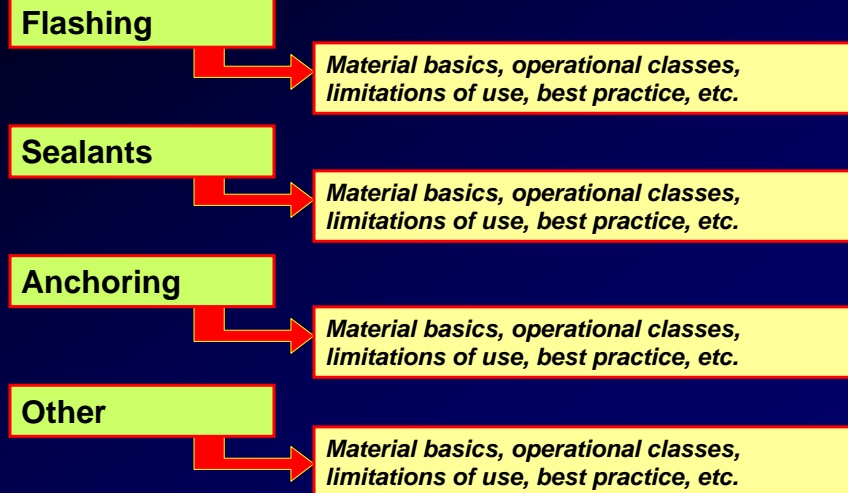 Flashing
Material basics, operational classes,
limitations of use, best practice, etc.
Sealants
Material basics, operational classes,
limitations of use, best practice, etc.
Anchoring
Material basics, operational classes,
limitations of use, best practice, etc.
Other
Material basics, operational classes,
limitations of use, best practice, etc.